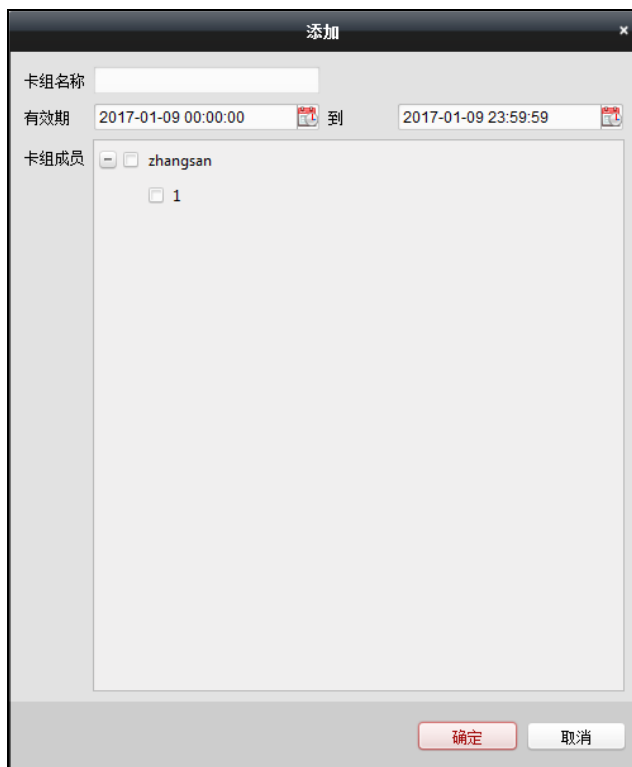 添加
卡组名称
有效期 2017-01-09 00:00:00 到 2017-01-09 23:59:59
卡组成员 zhangsan
1
确定 取消